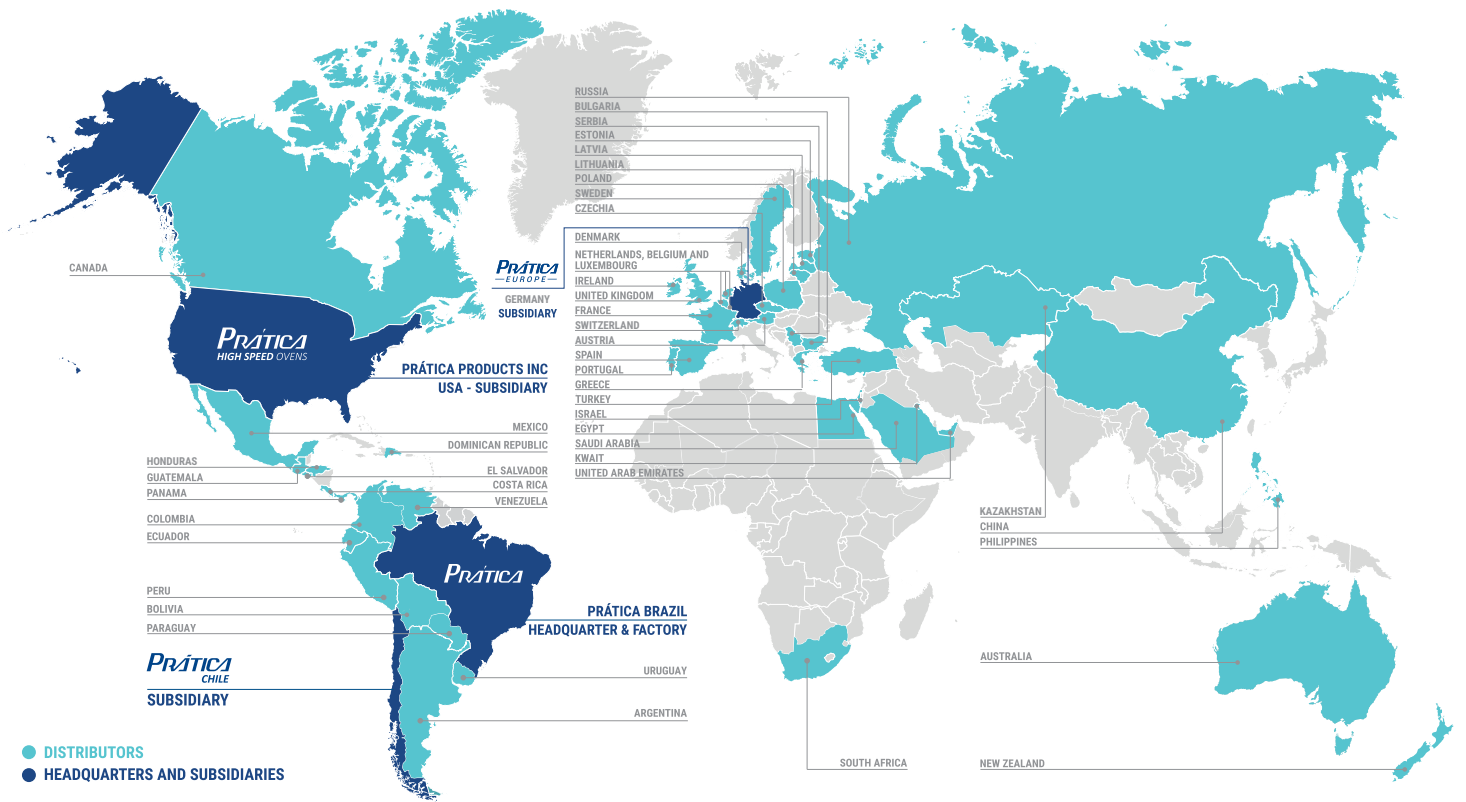 RUSSIA
BULGARIA
SERBIA
ESTONIA
LATVIA
LITHUANIA
POLAND
SWEDEN
CZECHIA
DENMARK
NETHERLANDS, BELGIUM AND
LUXEMBOURG
IRELAND
UNITED KINGDOM
FRANCE
SWITZERLAND
AUSTRIA
SPAIN
PORTUGAL
GREECE
TURKEY
ISRAEL
EGYPT
SAUDI ARABIA
KWAIT
UNITED ARAB EMIRATES
PRÁTICA
EUROPE
GERMANY
SUBSIDIARY
CANADA
PRÁTICA
HIGH SPEED OVENS
PRÁTICA PRODUCTS INC
USA - SUBSIDIARY
MEXICO
DOMINICAN REPUBLIC
HONDURAS
GUATEMALA
PANAMA
EL SALVADOR
COSTA RICA
VENEZUELA
COLOMBIA
ECUADOR
PRÁTICA
PERU
BOLIVIA
PARAGUAY
PRÁTICA BRAZIL
HEADQUARTER & FACTORY
PRÁTICA
CHILE
SUBSIDIARY
URUGUAY
ARGENTINA
KAZAKHSTAN
CHINA
PHILIPPINES
AUSTRALIA
SOUTH AFRICA
NEW ZEALAND
DISTRIBUTORS
HEADQUARTERS AND SUBSIDIARIES